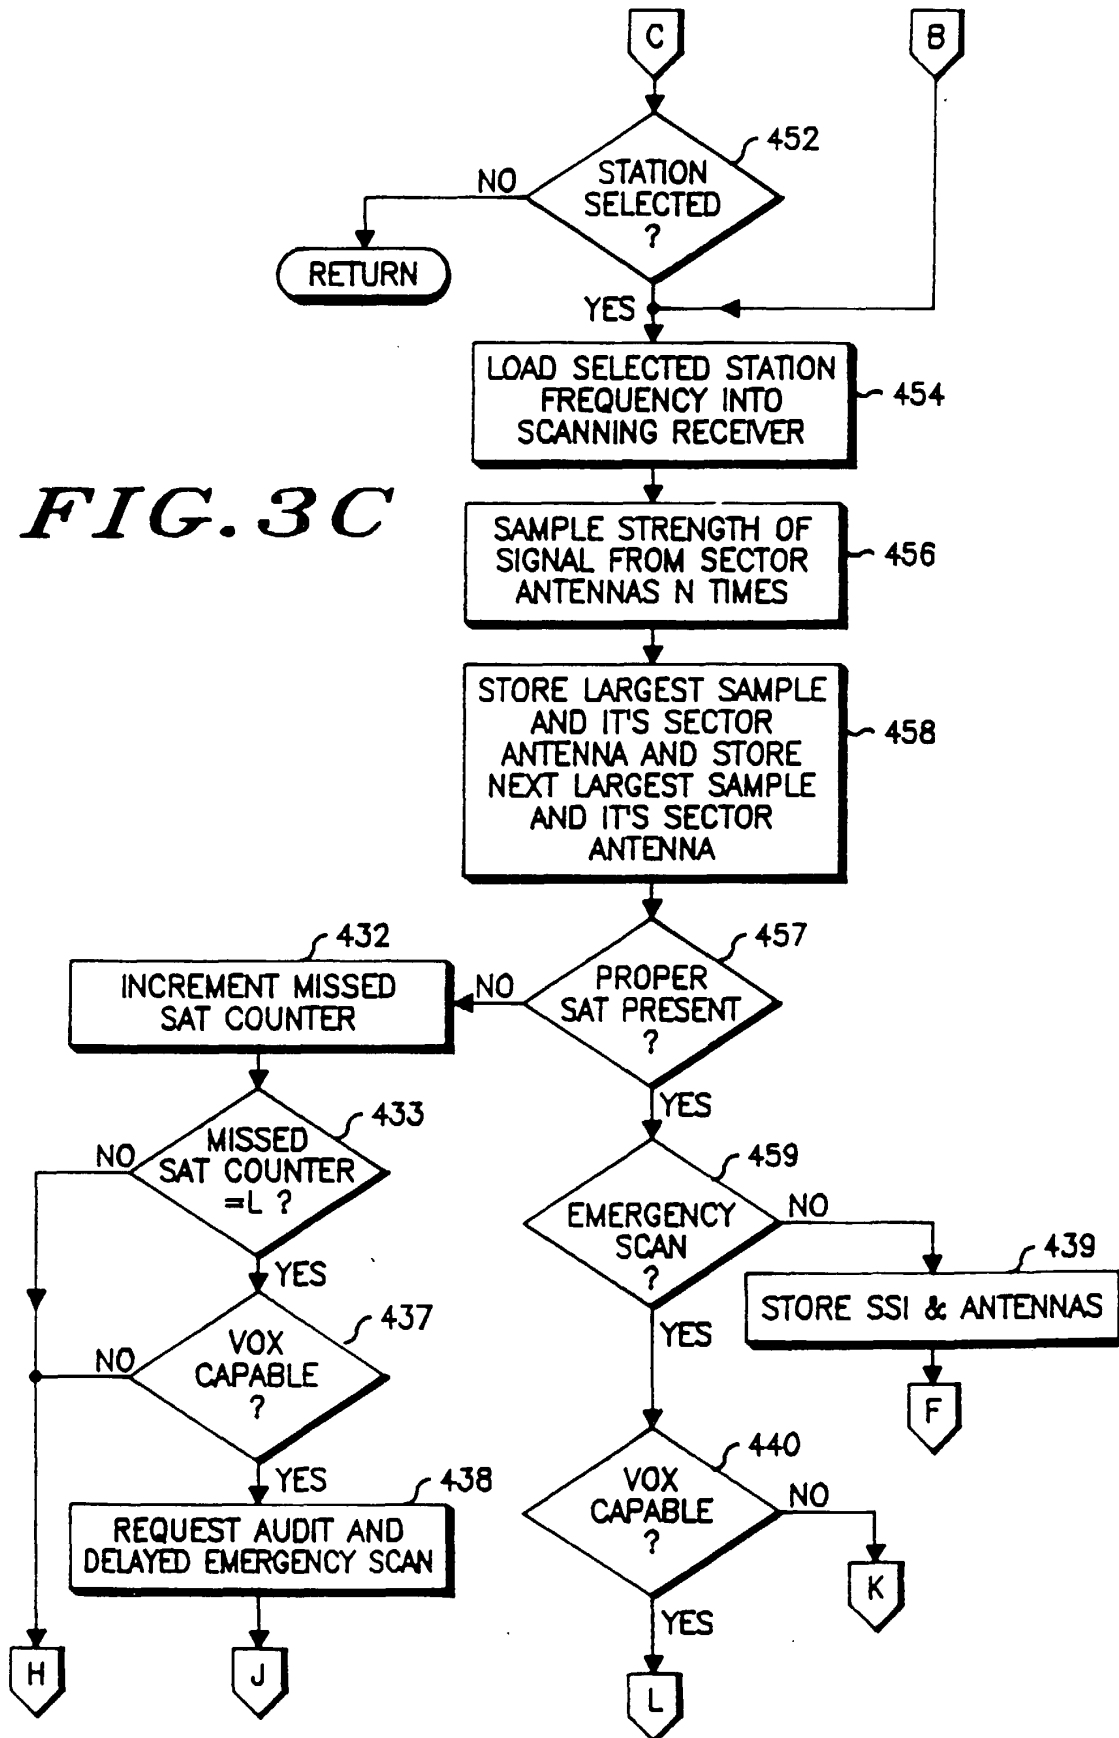 C
B
452
STATION
SELECTED
?
NO
RETURN
YES
LOAD SELECTED STATION
FREQUENCY INTO
SCANNING RECEIVER
454
FIG. 3C
SAMPLE STRENGTH OF
SIGNAL FROM SECTOR
ANTENNAS N TIMES
456
STORE LARGEST SAMPLE
AND IT'S SECTOR
ANTENNA AND STORE
NEXT LARGEST SAMPLE
AND IT'S SECTOR
ANTENNA
458
457
PROPER
SAT PRESENT
?
NO
YES
432
INCREMENT MISSED
SAT COUNTER
433
MISSED
SAT COUNTER
=L ?
NO
YES
459
EMERGENCY
SCAN
?
NO
YES
439
STORE SSI & ANTENNAS
F
437
VOX
CAPABLE
?
NO
YES
438
REQUEST AUDIT AND
DELAYED EMERGENCY SCAN
440
VOX
CAPABLE
?
NO
YES
K
H
J
L